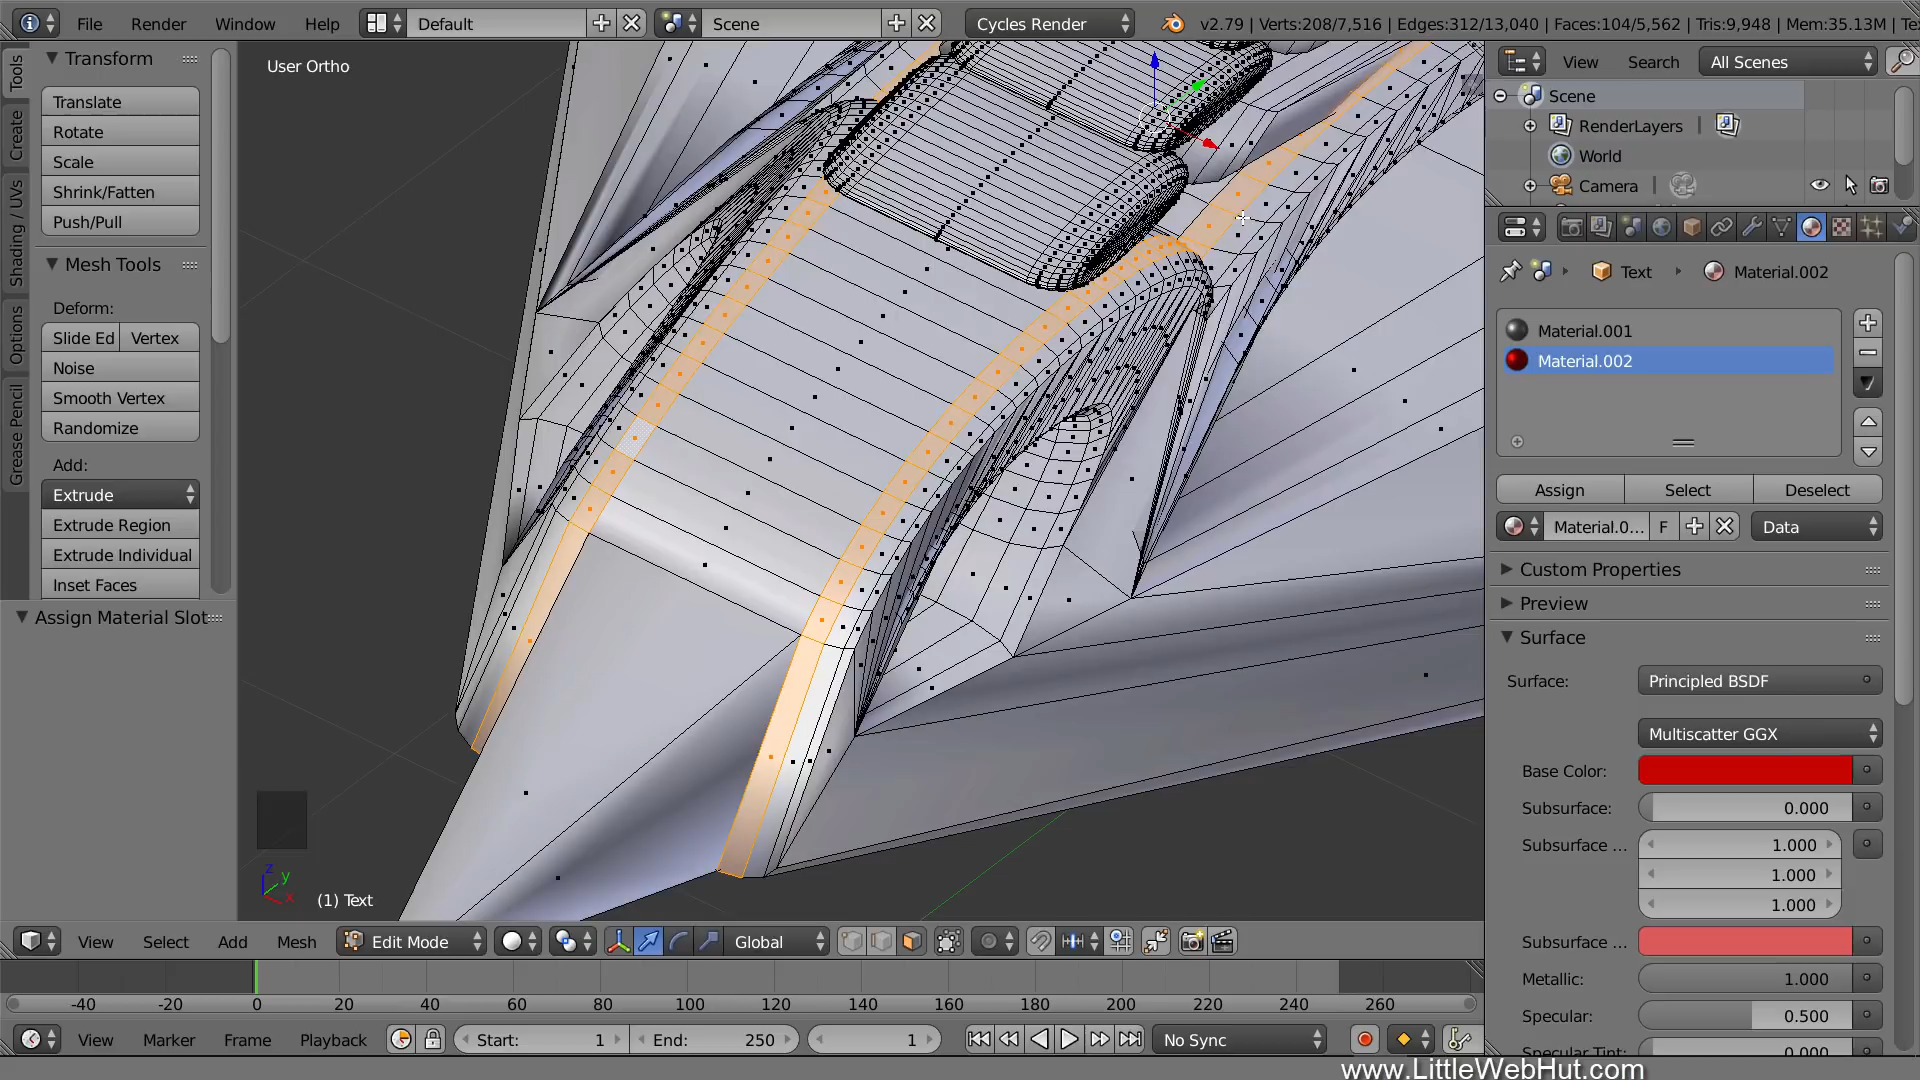 File Render Window Help Default Scene Cycles Render v2.79 | Verts:208/7,516 | Edges:312/13,040 | Faces:104/5,562 | Tris:9,948 | Mem:35.13M | Te
Tools
Create
Shading / UVs
Options
Grease Pencil
Transform
Translate
Rotate
Scale
Shrink/Fatten
Push/Pull
Mesh Tools
Deform:
Slide Ed Vertex
Noise
Smooth Vertex
Randomize
Add:
Extrude
Extrude Region
Extrude Individual
Inset Faces
Assign Material Slot
User Ortho
z
y
x
(1) Text
View Search All Scenes
Scene
RenderLayers
World
Camera
Text Material.002
Material.001
Material.002
Assign Select Deselect
Material.0... F Data
Custom Properties
Preview
Surface
Surface: Principled BSDF
Multiscatter GGX
Base Color:
Subsurface: 0.000
Subsurface ... 1.000
1.000
1.000
Subsurface ...
Metallic: 1.000
Specular: 0.500
Specular Tint: 0.000
View Select Add Mesh Edit Mode Global
-40 -20 0 20 40 60 80 100 120 140 160 180 200 220 240 260
View Marker Frame Playback Start: 1 End: 250 1 No Sync
www.LittleWebHut.com